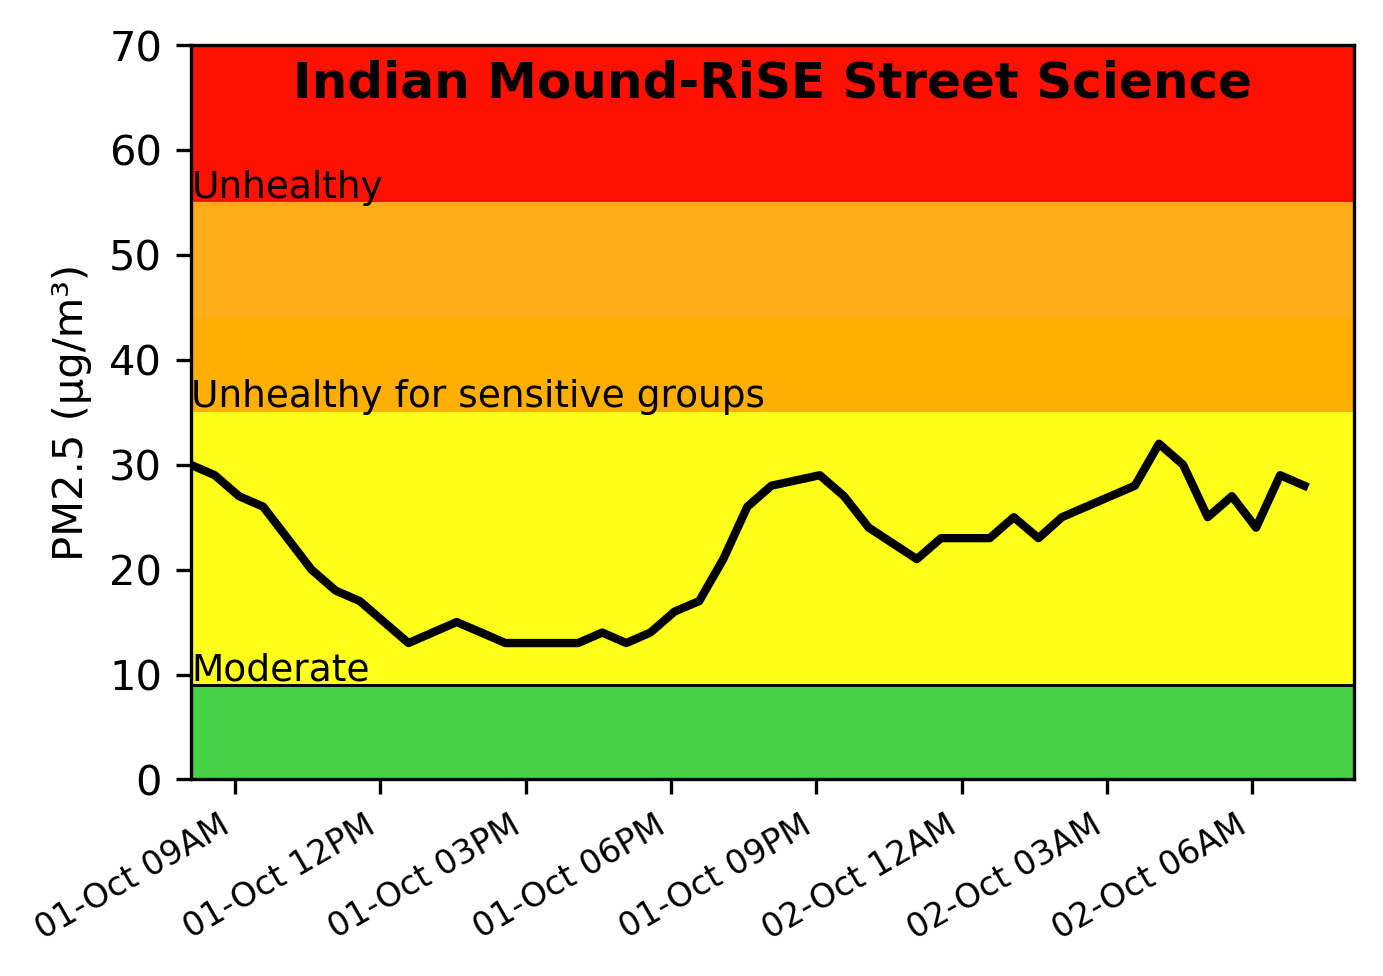 Indian Mound-RiSE Street Science
70
60
Unhealthy
50
40
Unhealthy for sensitive groups
30
20
Moderate
10
0
PM2.5 (µg/m³)
01-Oct 09AM
01-Oct 12PM
01-Oct 03PM
01-Oct 06PM
01-Oct 09PM
02-Oct 12AM
02-Oct 03AM
02-Oct 06AM